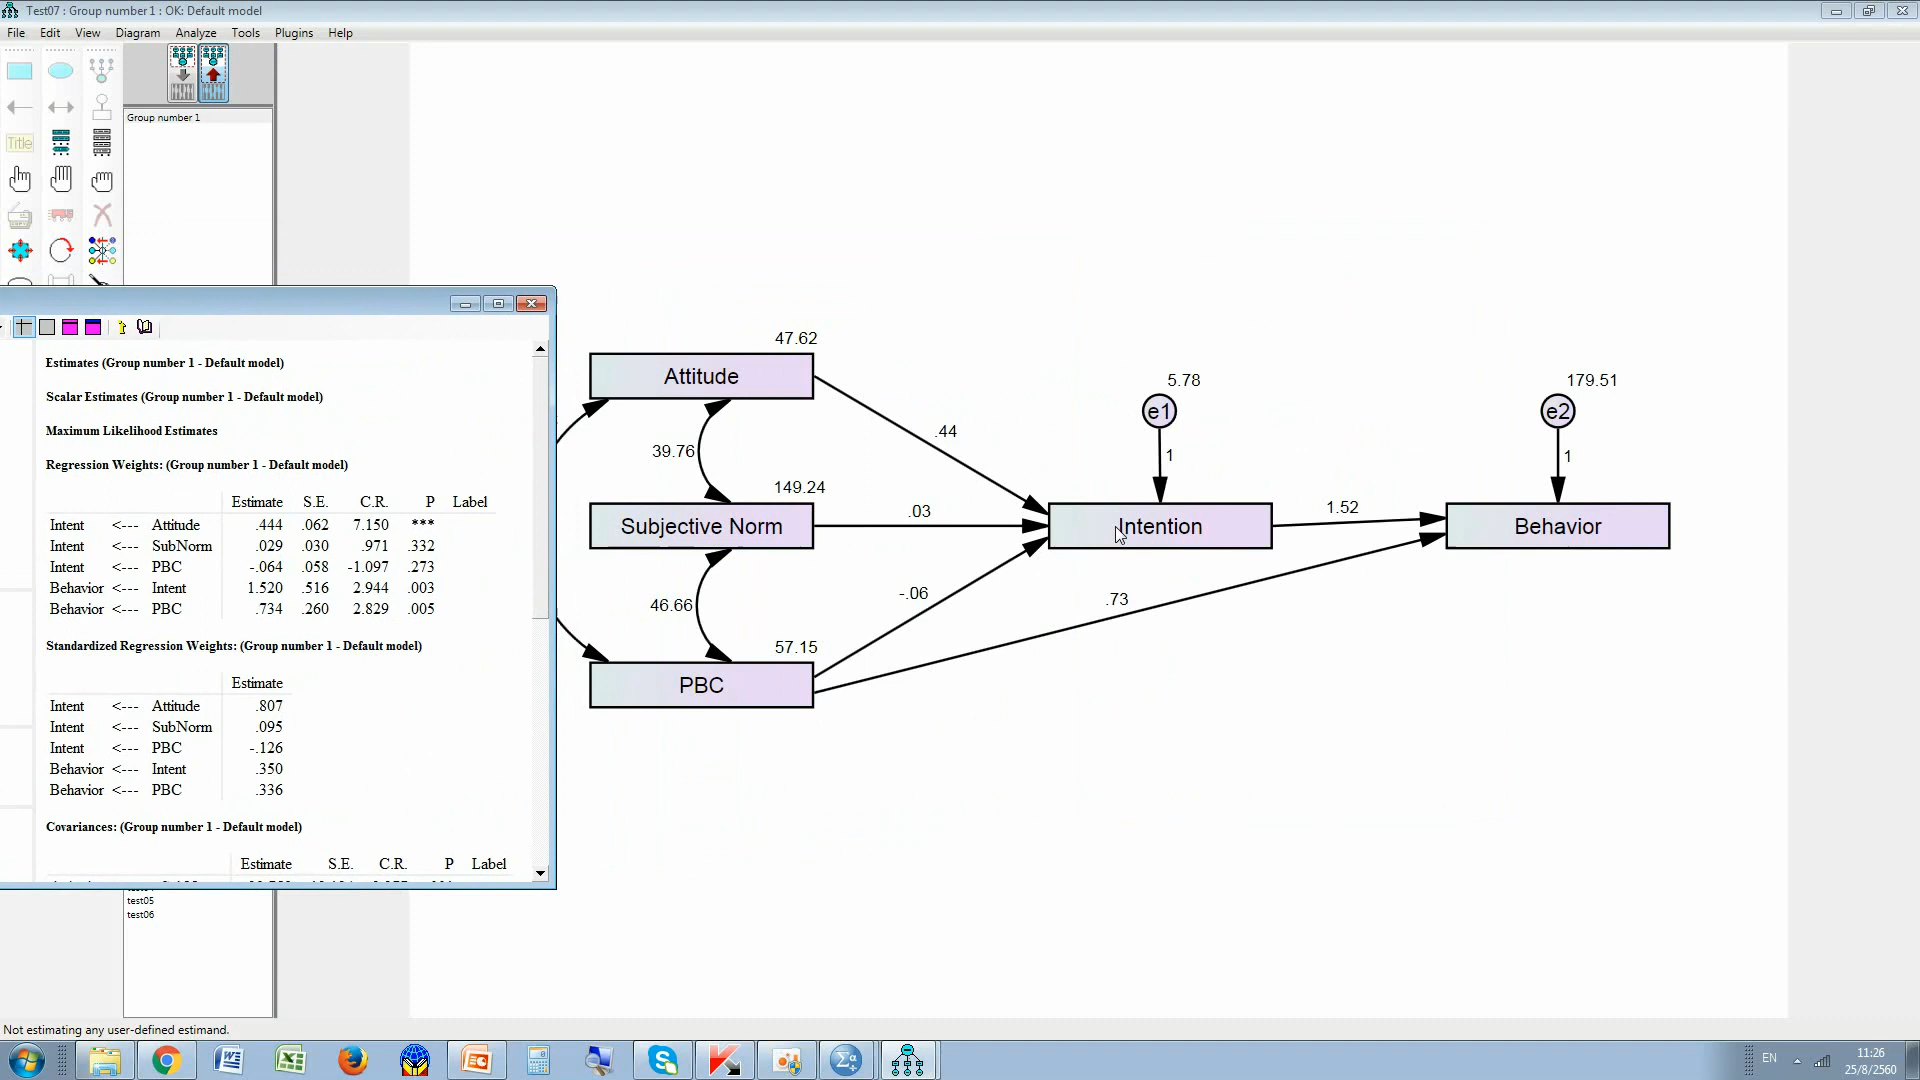 Test07 : Group number 1 : OK: Default model
File Edit View Diagram Analyze Tools Plugins Help
Title
Group number 1
Estimates (Group number 1 - Default model)
Scalar Estimates (Group number 1 - Default model)
Maximum Likelihood Estimates
Regression Weights: (Group number 1 - Default model)
Estimate S.E. C.R. P Label
Intent <--- Attitude .444 .062 7.150 ***
Intent <--- SubNorm .029 .030 .971 .332
Intent <--- PBC -.064 .058 -1.097 .273
Behavior <--- Intent 1.520 .516 2.944 .003
Behavior <--- PBC .734 .260 2.829 .005
Standardized Regression Weights: (Group number 1 - Default model)
Estimate
Intent <--- Attitude .807
Intent <--- SubNorm .095
Intent <--- PBC -.126
Behavior <--- Intent .350
Behavior <--- PBC .336
Covariances: (Group number 1 - Default model)
Estimate S.E. C.R. P Label
47.62
Attitude
39.76
149.24
Subjective Norm
46.66
57.15
PBC
.44
.03
-.06
.73
5.78
e1
1
Intention
1.52
179.51
e2
1
Behavior
test05
test06
Not estimating any user-defined estimand.
EN
11:26
25/8/2560